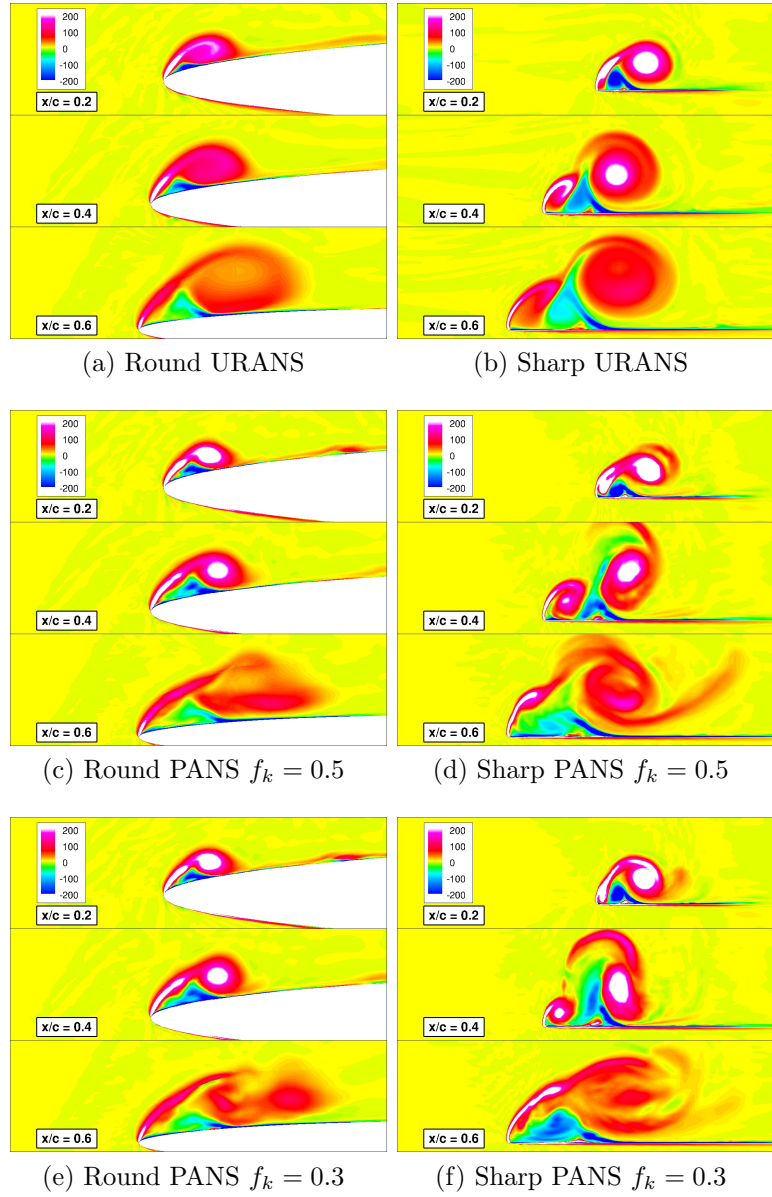 200
100
0
-100
-200
x/c = 0.2
x/c = 0.4
x/c = 0.6
(a) Round URANS
200
100
0
-100
-200
x/c = 0.2
x/c = 0.4
x/c = 0.6
(b) Sharp URANS
200
100
0
-100
-200
x/c = 0.2
x/c = 0.4
x/c = 0.6
(c) Round PANS f_k = 0.5
200
100
0
-100
-200
x/c = 0.2
x/c = 0.4
x/c = 0.6
(d) Sharp PANS f_k = 0.5
200
100
0
-100
-200
x/c = 0.2
x/c = 0.4
x/c = 0.6
(e) Round PANS f_k = 0.3
200
100
0
-100
-200
x/c = 0.2
x/c = 0.4
x/c = 0.6
(f) Sharp PANS f_k = 0.3